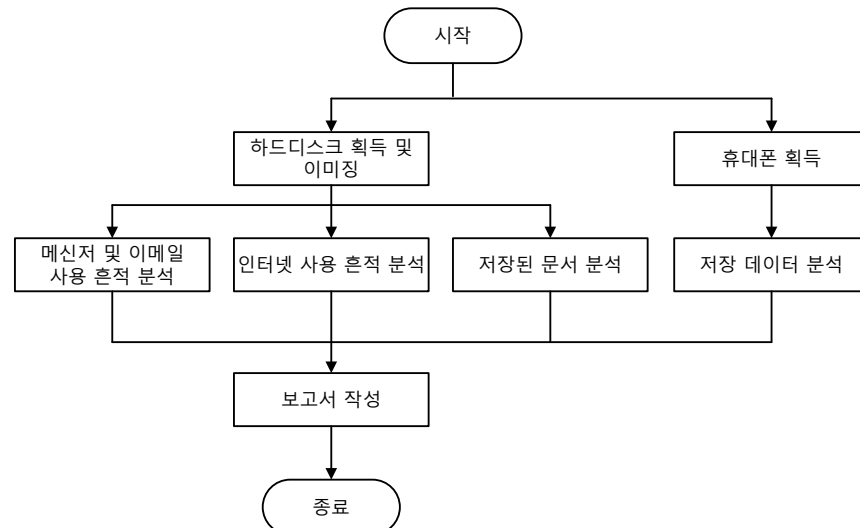 시작
하드디스크 획득 및
이미징
휴대폰 획득
메신저 및 이메일
사용 흔적 분석
인터넷 사용 흔적 분석
저장된 문서 분석
저장 데이터 분석
보고서 작성
종료